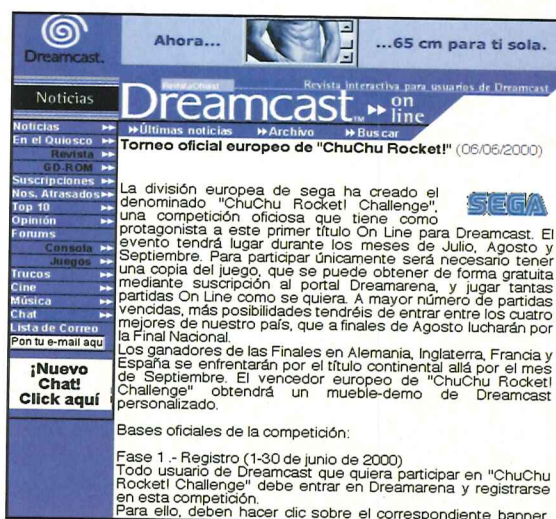 Dreamcast.
Ahora...
...65 cm para ti sola.
Noticias
RevistaOficial
Revista interactiva para usuarios de Dreamcast
Dreamcast™ on line
Últimas noticias Archivo Buscar
Noticias
En el Quiosco
Revista
GD-ROM
Suscripciones
Nos. Atrasados
Top 10
Opinión
Forums
Consola
Juegos
Trucos
Cine
Música
Chat
Lista de Correo
Pon tu e-mail aqu
¡Nuevo
Chat!
Click aquí
Torneo oficial europeo de "ChuChu Rocket!" (06/06/2000)
SEGA
La división europea de sega ha creado el
denominado "ChuChu Rocket! Challenge",
una competición oficiosa que tiene como
protagonista a este primer título On Line para Dreamcast. El
evento tendrá lugar durante los meses de Julio, Agosto y
Septiembre. Para participar únicamente será necesario tener
una copia del juego, que se puede obtener de forma gratuita
mediante suscripción al portal Dreamarena, y jugar tantas
partidas On Line como se quiera. A mayor número de partidas
vencidas, más posibilidades tendréis de entrar entre los cuatro
mejores de nuestro país, que a finales de Agosto lucharán por
la Final Nacional.
Los ganadores de las Finales en Alemania, Inglaterra, Francia y
España se enfrentarán por el título continental allá por el mes
de Septiembre. El vencedor europeo de "ChuChu Rocket!
Challenge" obtendrá un mueble-demo de Dreamcast
personalizado.
Bases oficiales de la competición:
Fase 1 .- Registro (1-30 de junio de 2000)
Todo usuario de Dreamcast que quiera participar en "ChuChu
Rocket! Challenge" debe entrar en Dreamarena y registrarse
en esta competición.
Para ello, deben hacer clic sobre el correspondiente banner